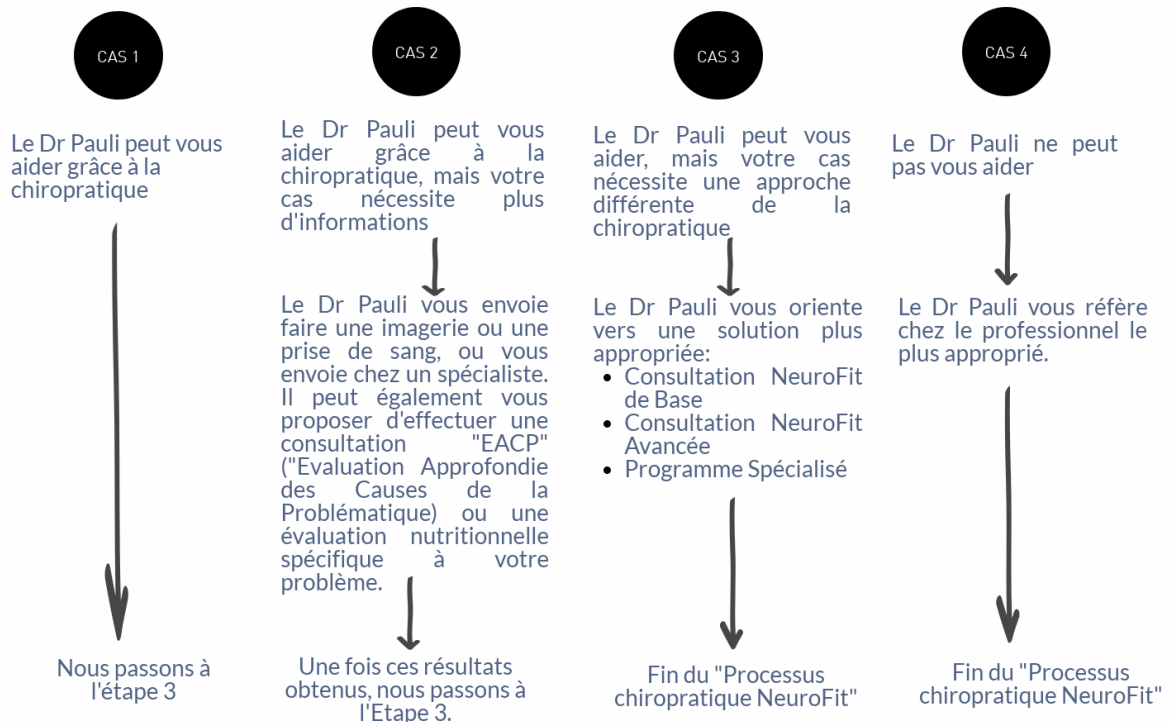 CAS 1
Le Dr Pauli peut vous
aider grâce à la
chiropratique
Nous passons à
l'étape 3
CAS 2
Le Dr Pauli peut vous
aider grâce à la
chiropratique, mais votre
cas nécessite plus
d'informations
Le Dr Pauli vous envoie
faire une imagerie ou une
prise de sang, ou vous
envoie chez un spécialiste.
Il peut également vous
proposer d'effectuer une
consultation "EACP"
("Evaluation Approfondie
des Causes de la
Problématique) ou une
évaluation nutritionnelle
spécifique à votre
problème.
Une fois ces résultats
obtenus, nous passons à
l'Etape 3.
CAS 3
Le Dr Pauli peut vous
aider, mais votre cas
nécessite une approche
différente de la
chiropratique
Le Dr Pauli vous oriente
vers une solution plus
appropriée:
• Consultation NeuroFit
de Base
• Consultation NeuroFit
Avancée
• Programme Spécialisé
Fin du "Processus
chiropratique NeuroFit"
CAS 4
Le Dr Pauli ne peut
pas vous aider
Le Dr Pauli vous réfère
chez le professionnel le
plus approprié.
Fin du "Processus
chiropratique NeuroFit"